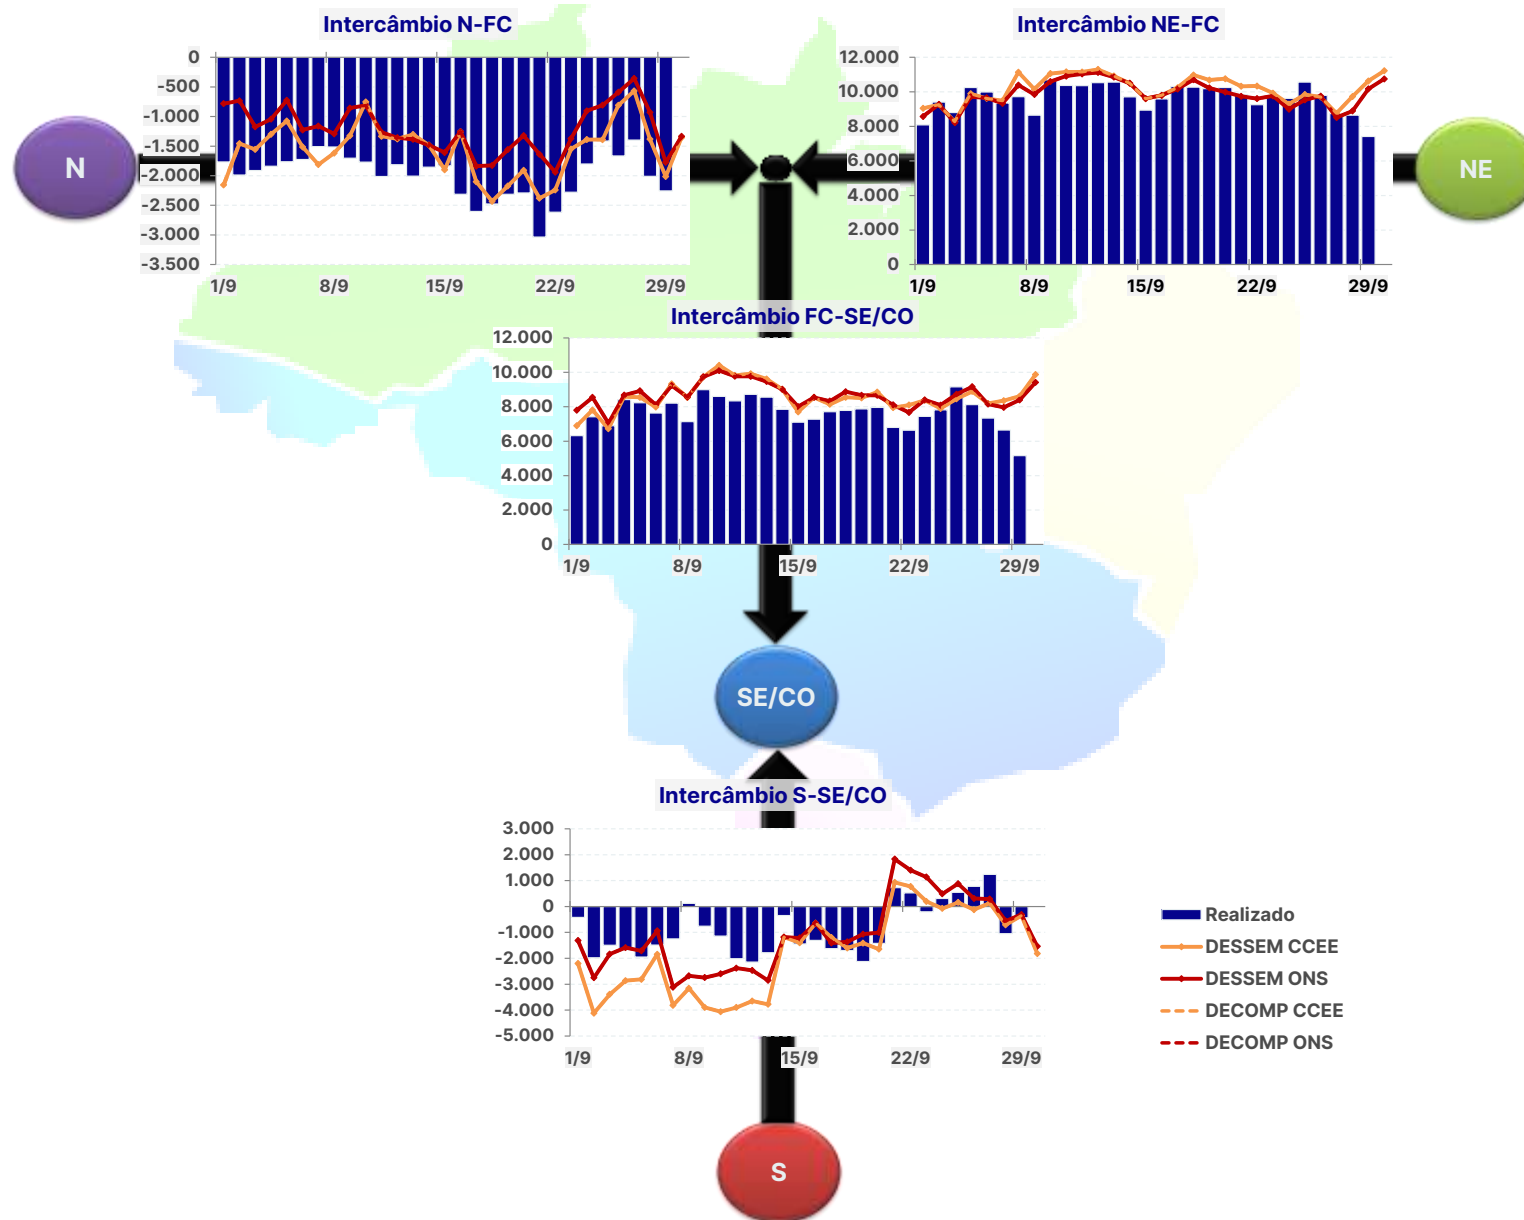 Intercâmbio N-FC
0
-500
-1.000
-1.500
-2.000
-2.500
-3.000
-3.500
1/9 8/9 15/9 22/9 29/9
N
Intercâmbio NE-FC
12.000
10.000
8.000
6.000
4.000
2.000
0
1/9 8/9 15/9 22/9 29/9
NE
Intercâmbio FC-SE/CO
12.000
10.000
8.000
6.000
4.000
2.000
0
1/9 8/9 15/9 22/9 29/9
SE/CO
Intercâmbio S-SE/CO
3.000
2.000
1.000
0
-1.000
-2.000
-3.000
-4.000
-5.000
1/9 8/9 15/9 22/9 29/9
Realizado
DESSEM CCEE
DESSEM ONS
DECOMP CCEE
DECOMP ONS
S